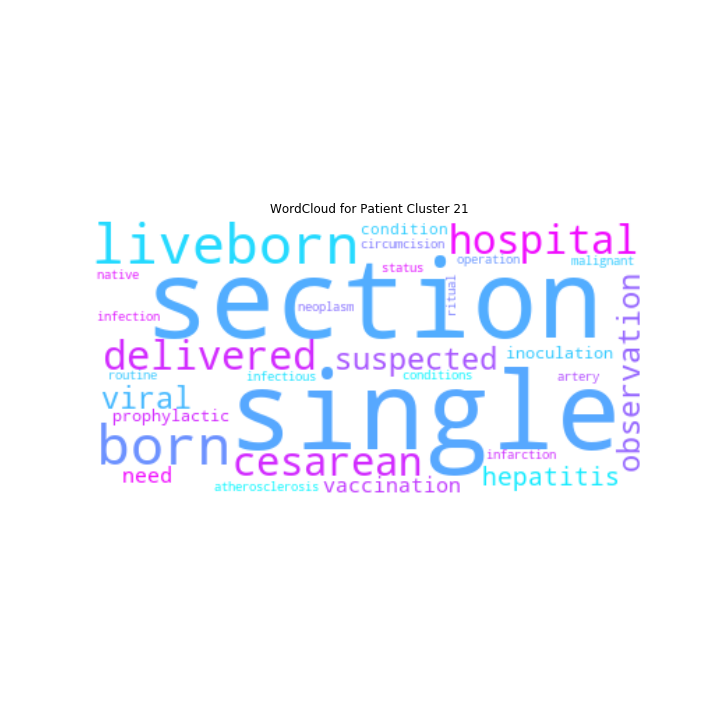 WordCloud for Patient Cluster 21
liveborn
condition
hospital
circumcision
section
status
operation
malignant
native
ritual
observation
neoplasm
infection
delivered
suspected
inoculation
routine
infectious
conditions
artery
single
viral
prophylactic
born
cesarean
infarction
need
hepatitis
atherosclerosis
vaccination